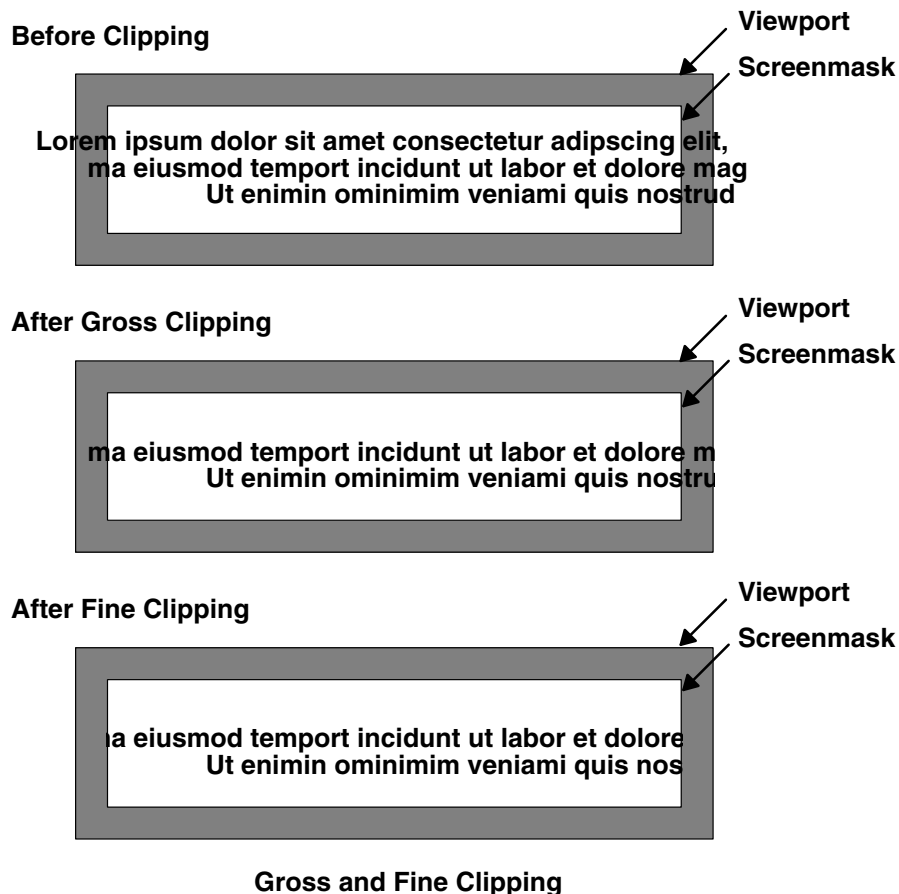 Before Clipping
Viewport
Screenmask
Lorem ipsum dolor sit amet consectetur adipscing elit,
ma eiusmod temport incidunt ut labor et dolore mag
Ut enimin ominimim veniami quis nostrud
After Gross Clipping
Viewport
Screenmask
ma eiusmod temport incidunt ut labor et dolore m
Ut enimin ominimim veniami quis nostru
After Fine Clipping
Viewport
Screenmask
a eiusmod temport incidunt ut labor et dolore
Ut enimin ominimim veniami quis nos
Gross and Fine Clipping